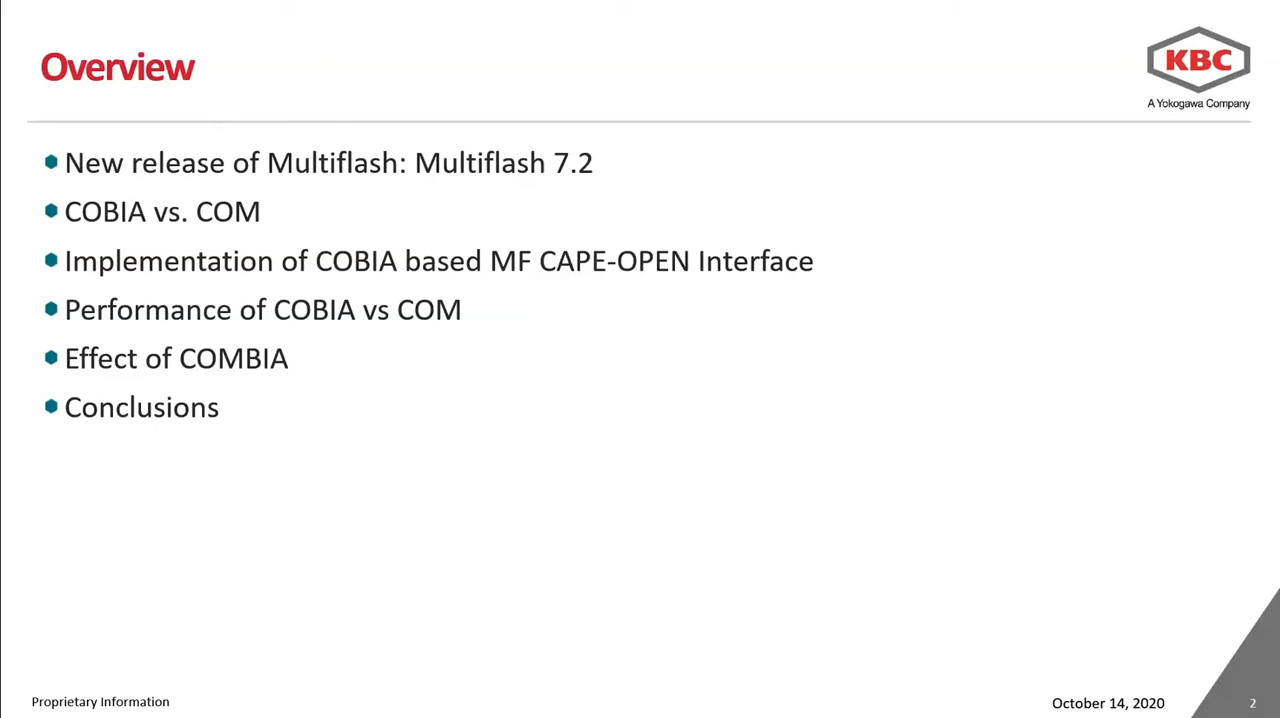 Overview
KBC
A Yokogawa Company
New release of Multiflash: Multiflash 7.2
COBIA vs. COM
Implementation of COBIA based MF CAPE-OPEN Interface
Performance of COBIA vs COM
Effect of COMBIA
Conclusions
Proprietary Information
October 14, 2020
2